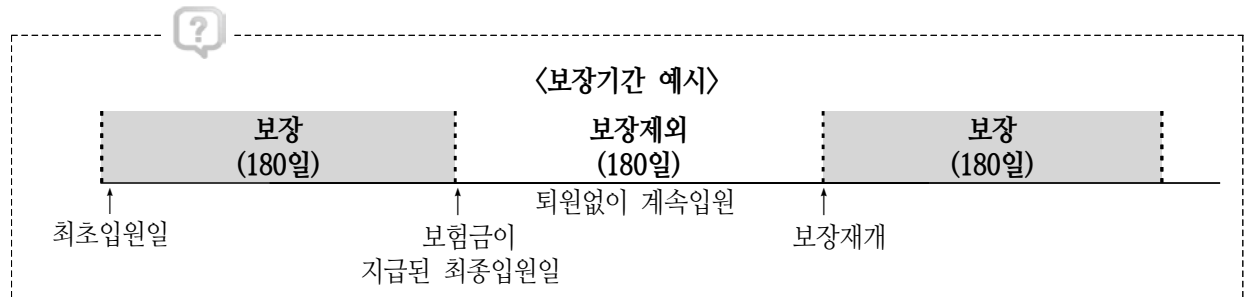 ?
〈보장기간 예시〉
보장 보장제외 보장
(180일) (180일) (180일)
퇴원없이 계속입원
↑ ↑ ↑
최초입원일 보험금이 보장재개
지급된 최종입원일